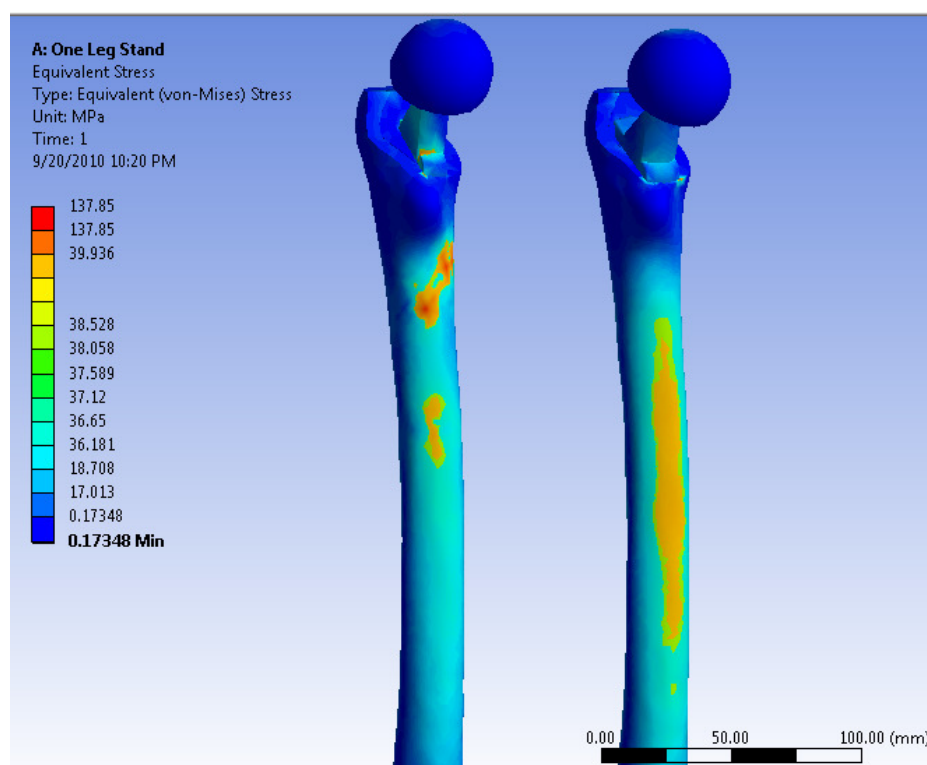 A: One Leg Stand
Equivalent Stress
Type: Equivalent (von-Mises) Stress
Unit: MPa
Time: 1
9/20/2010 10:20 PM
137.85
137.85
39.936
38.528
38.058
37.589
37.12
36.65
36.181
18.708
17.013
0.17348
0.17348 Min
0.00 50.00 100.00 (mm)